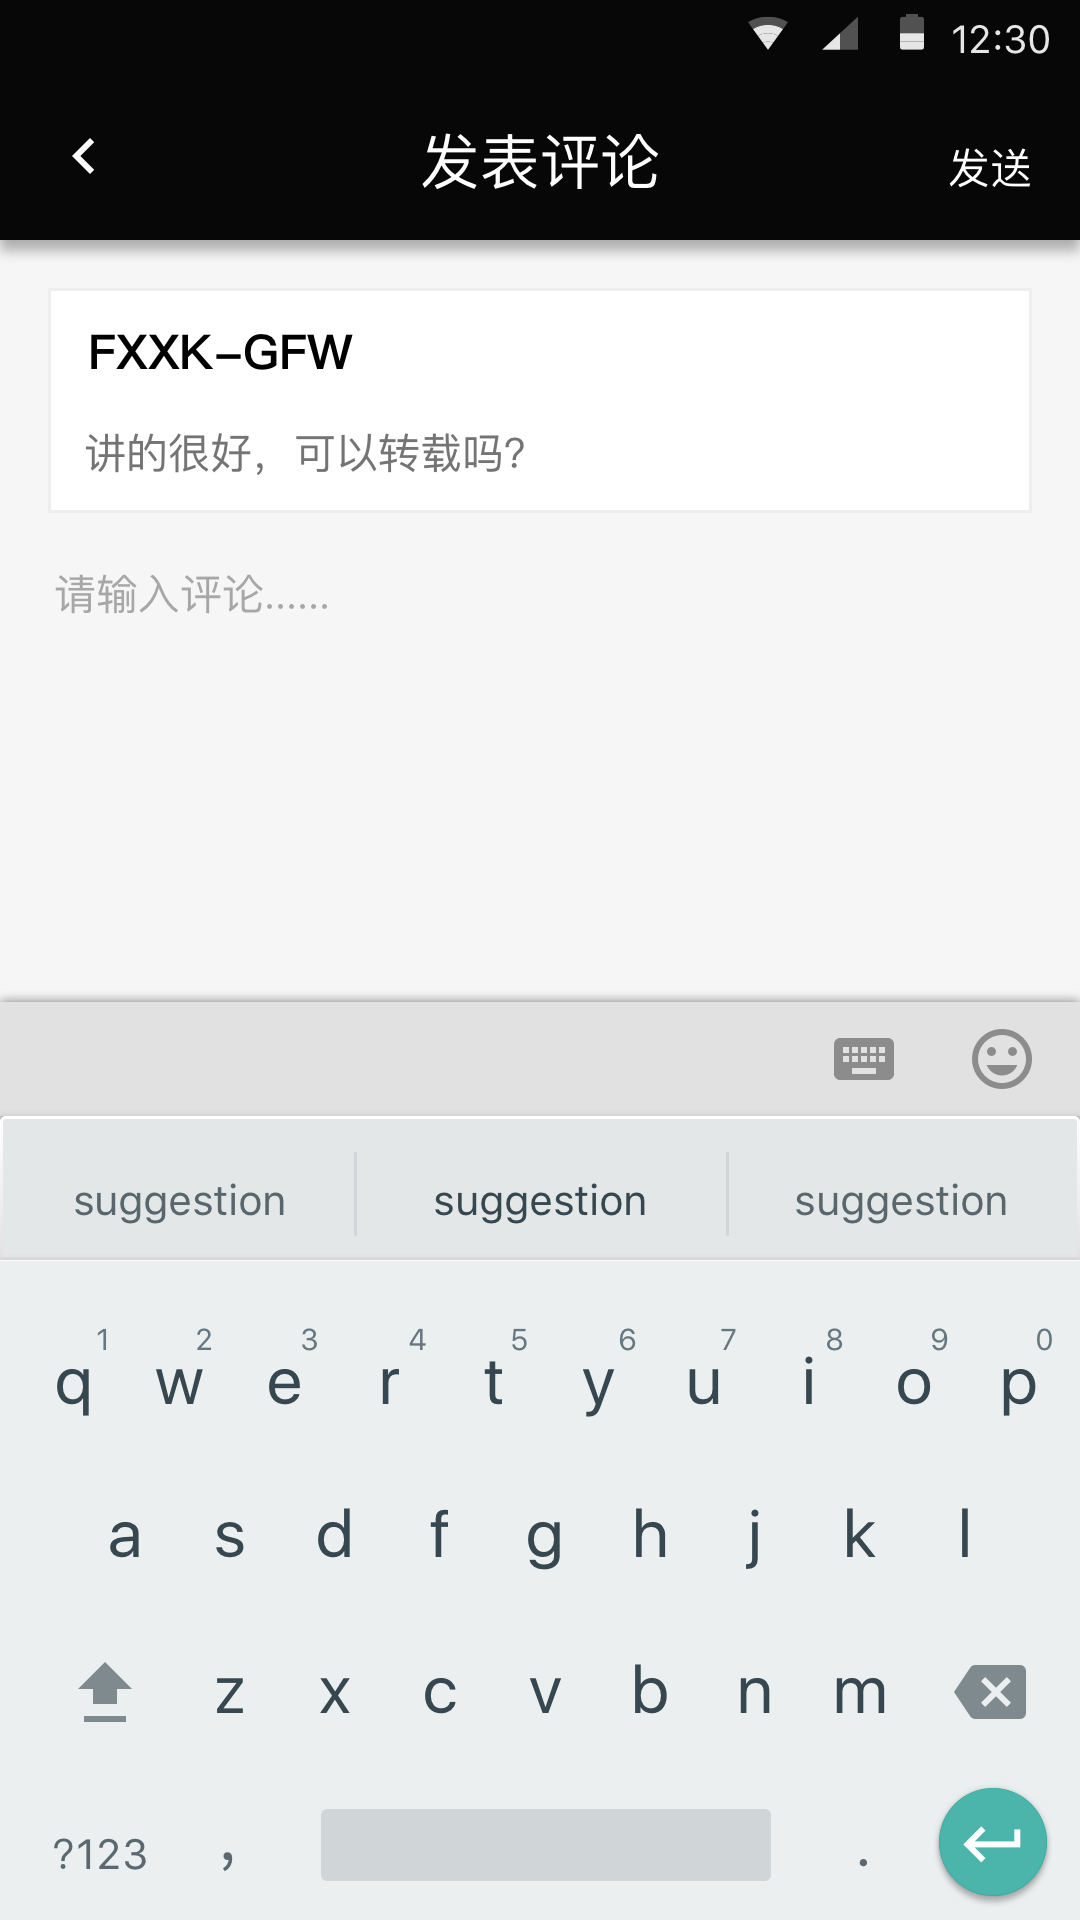 12:30
发表评论
发送
FXXK-GFW
讲的很好，可以转载吗?
请输入评论......
suggestion suggestion suggestion
1 2 3 4 5 6 7 8 9 0
q w e r t y u i o p
a s d f g h j k l
z x c v b n m
?123 , .